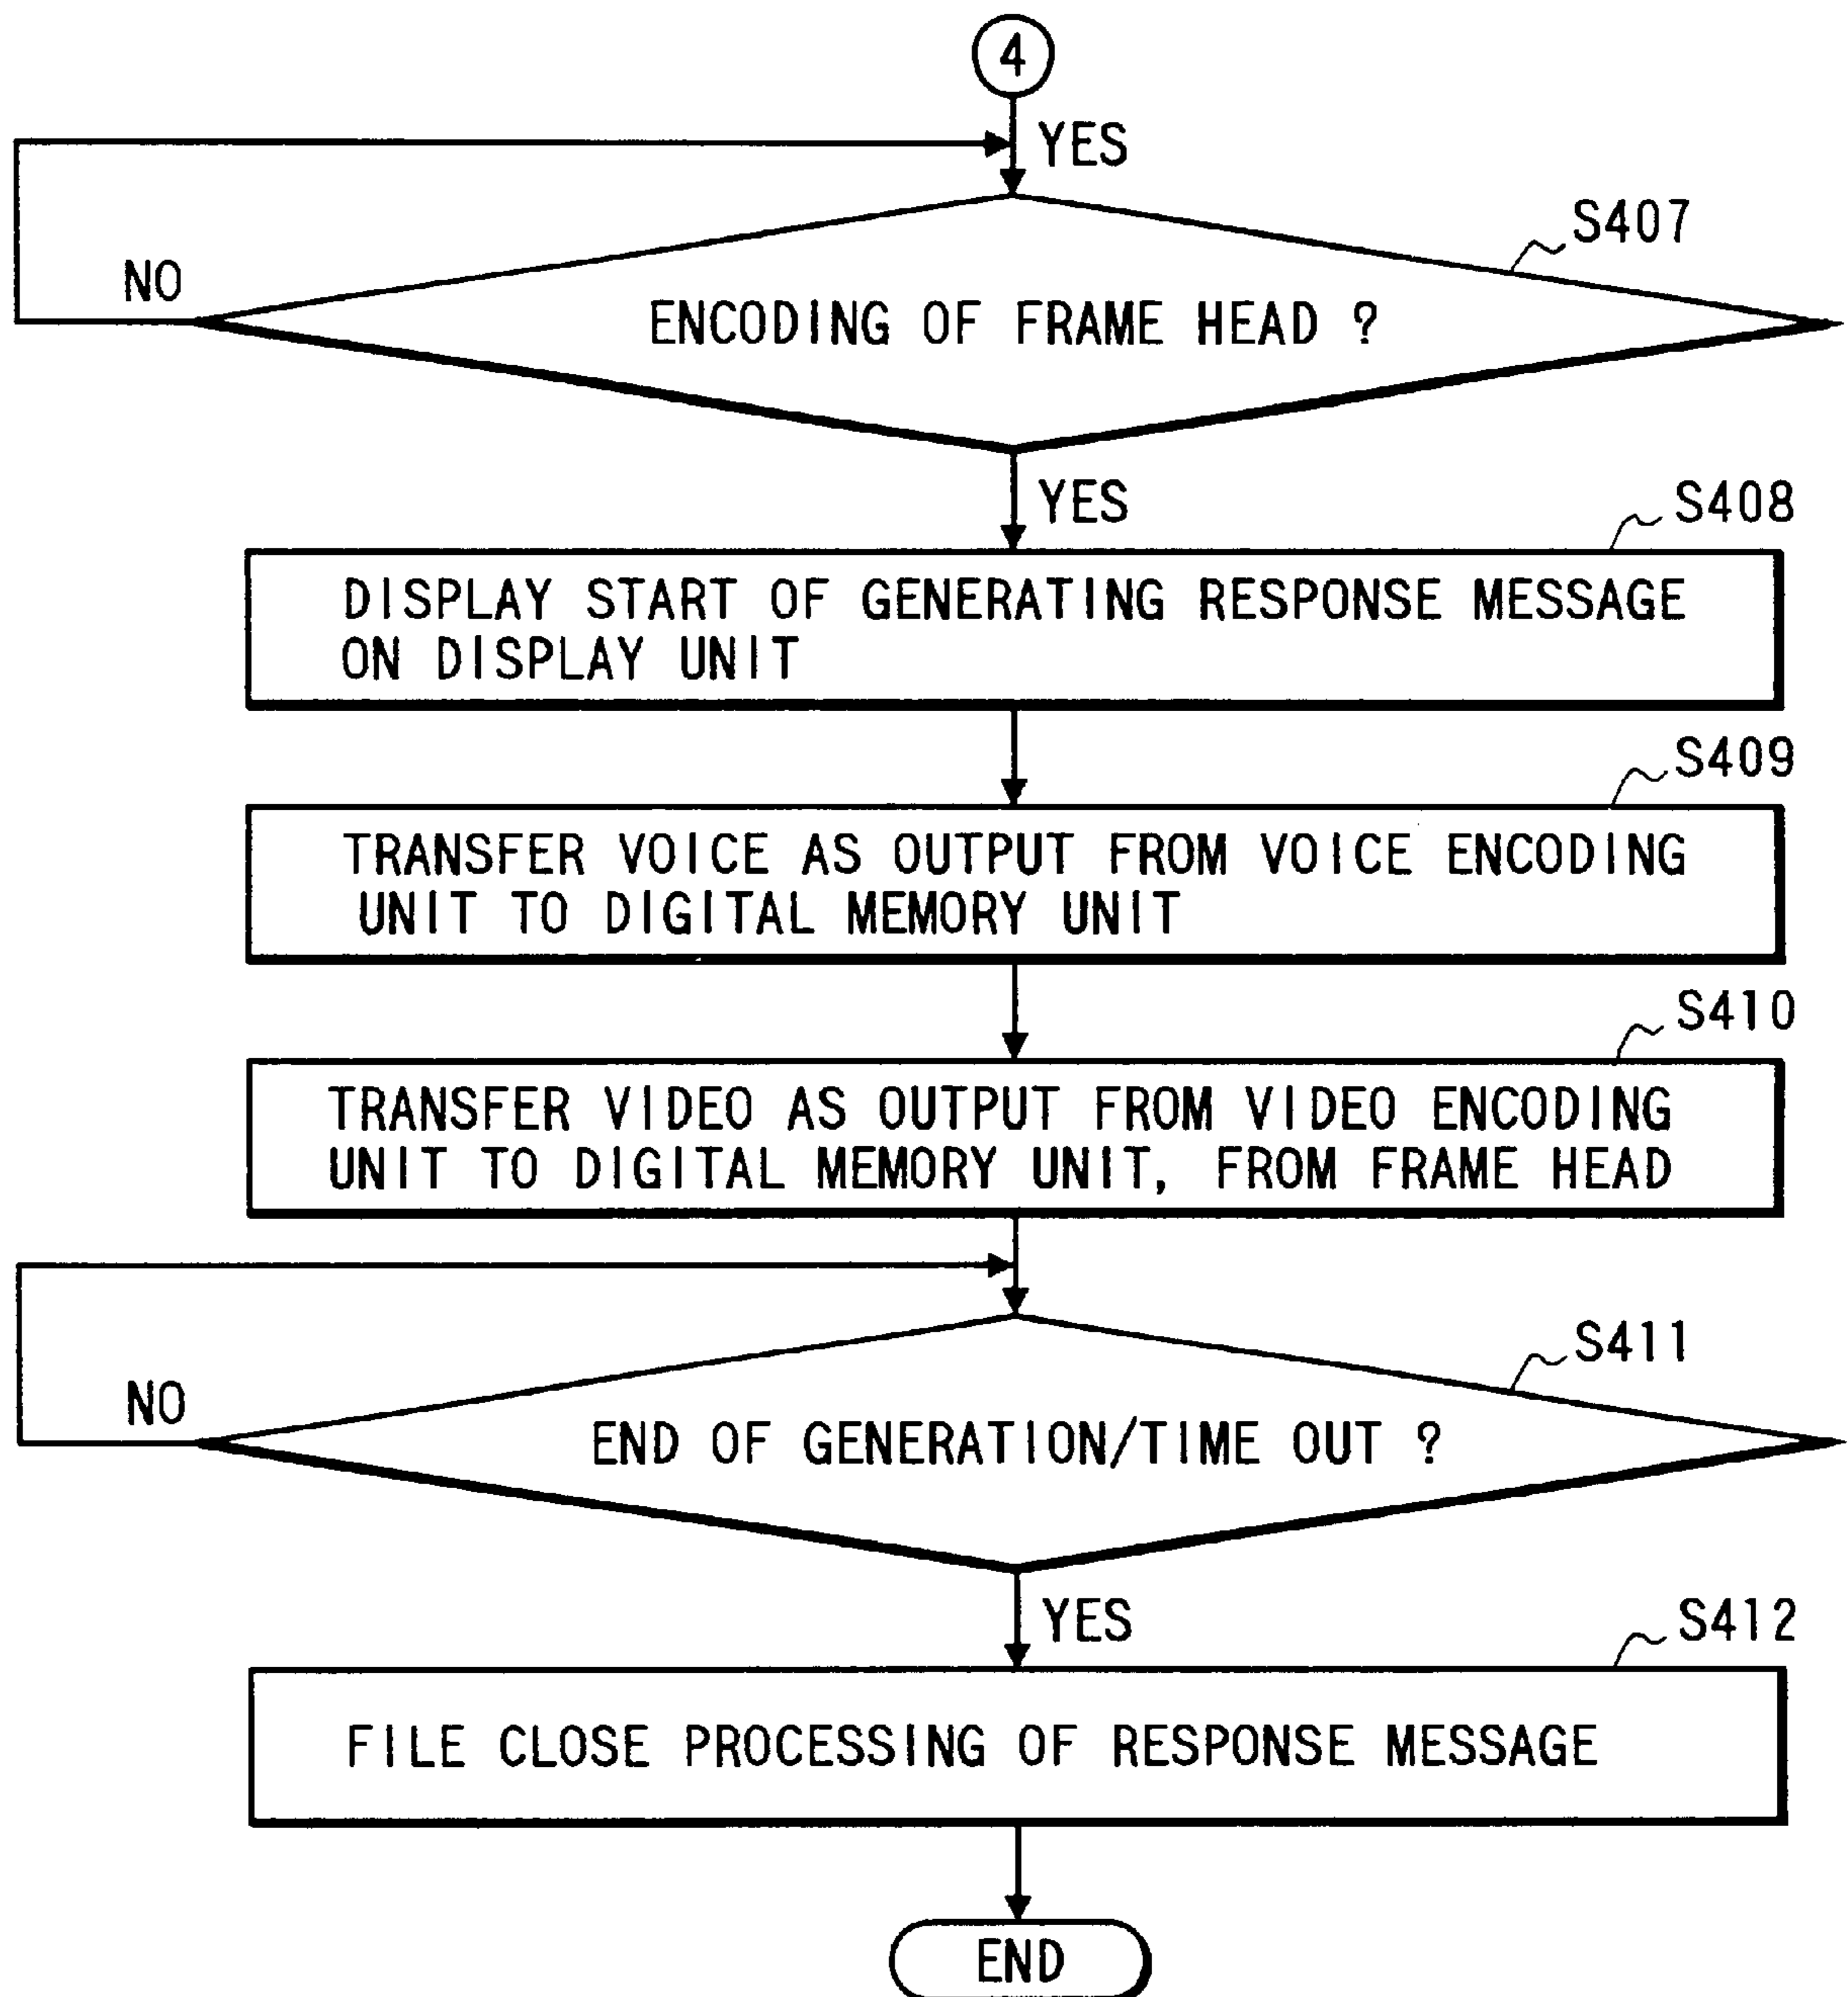 4
YES
S407
NO
ENCODING OF FRAME HEAD ?
YES
S408
DISPLAY START OF GENERATING RESPONSE MESSAGE
ON DISPLAY UNIT
S409
TRANSFER VOICE AS OUTPUT FROM VOICE ENCODING
UNIT TO DIGITAL MEMORY UNIT
S410
TRANSFER VIDEO AS OUTPUT FROM VIDEO ENCODING
UNIT TO DIGITAL MEMORY UNIT, FROM FRAME HEAD
S411
NO
END OF GENERATION/TIME OUT ?
YES
S412
FILE CLOSE PROCESSING OF RESPONSE MESSAGE
END